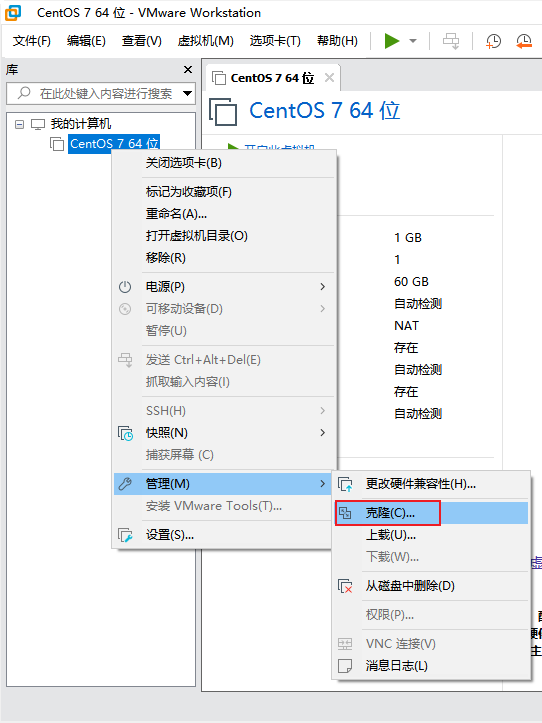 CentOS 7 64 位 - VMware Workstation
文件(F) 编辑(E) 查看(V) 虚拟机(M) 选项卡(T) 帮助(H)
库
在此处键入内容进行搜索
我的计算机
CentOS 7 64 位
CentOS 7 64 位
CentOS 7 64 位
关闭选项卡(B)
标记为收藏项(F)
重命名(A)...
打开虚拟机目录(O)
移除(R)
电源(P)
可移动设备(D)
暂停(U)
发送 Ctrl+Alt+Del(E)
抓取输入内容(I)
SSH(H)
快照(N)
捕获屏幕 (C)
管理(M)
安装 VMware Tools(T)...
设置(S)...
1 GB
1
60 GB
自动检测
NAT
存在
自动检测
存在
自动检测
更改硬件兼容性(H)...
克隆(C)...
上载(U)...
下载(W)...
从磁盘中删除(D)
权限(P)...
VNC 连接(V)
消息日志(L)